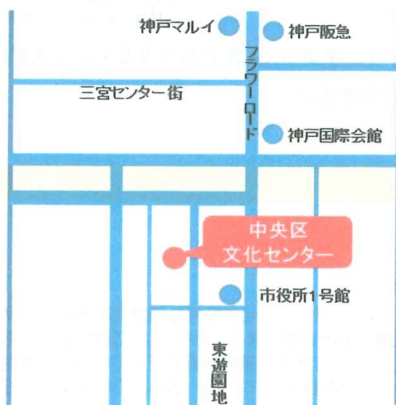 神戸マルイ
神戸阪急
フラワーロード
三宮センター街
神戸国際会館
中央区
文化センター
市役所1号館
東遊園地